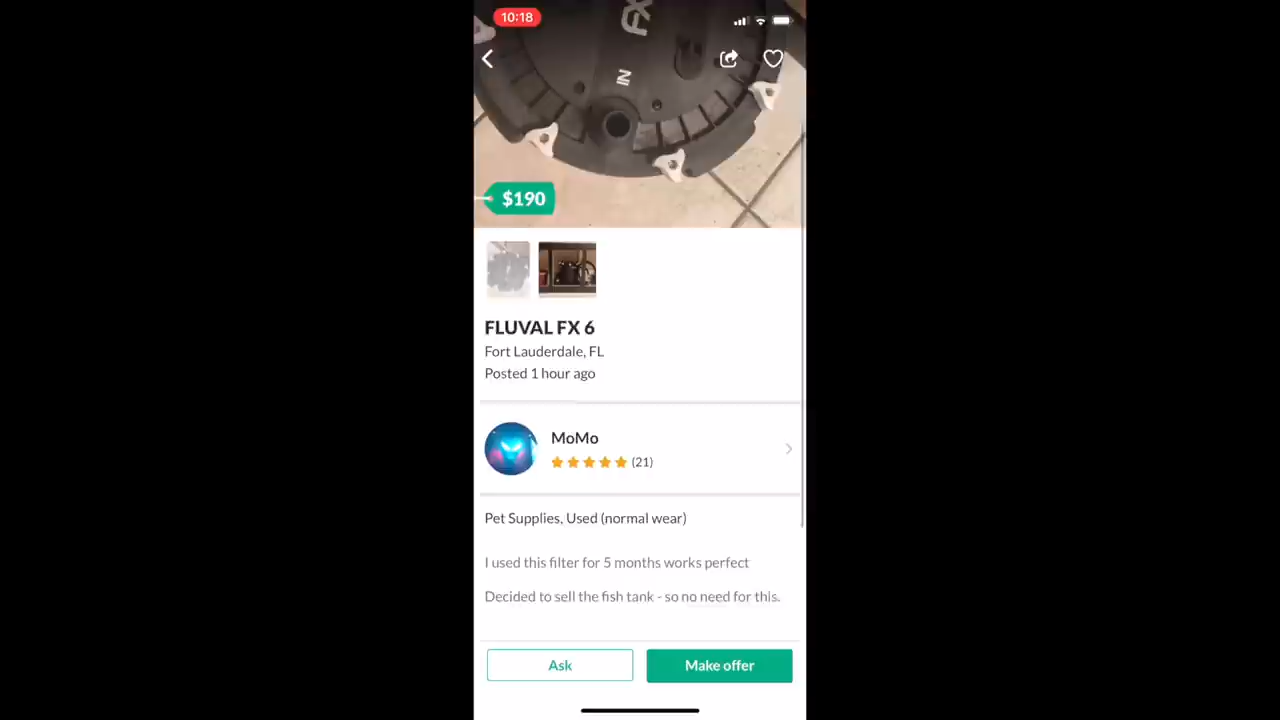 10:18
FX
IN
$190
FLUVAL FX 6
Fort Lauderdale, FL
Posted 1 hour ago
MoMo
(21)
Pet Supplies, Used (normal wear)
I used this filter for 5 months works perfect
Decided to sell the fish tank - so no need for this.
Ask
Make offer